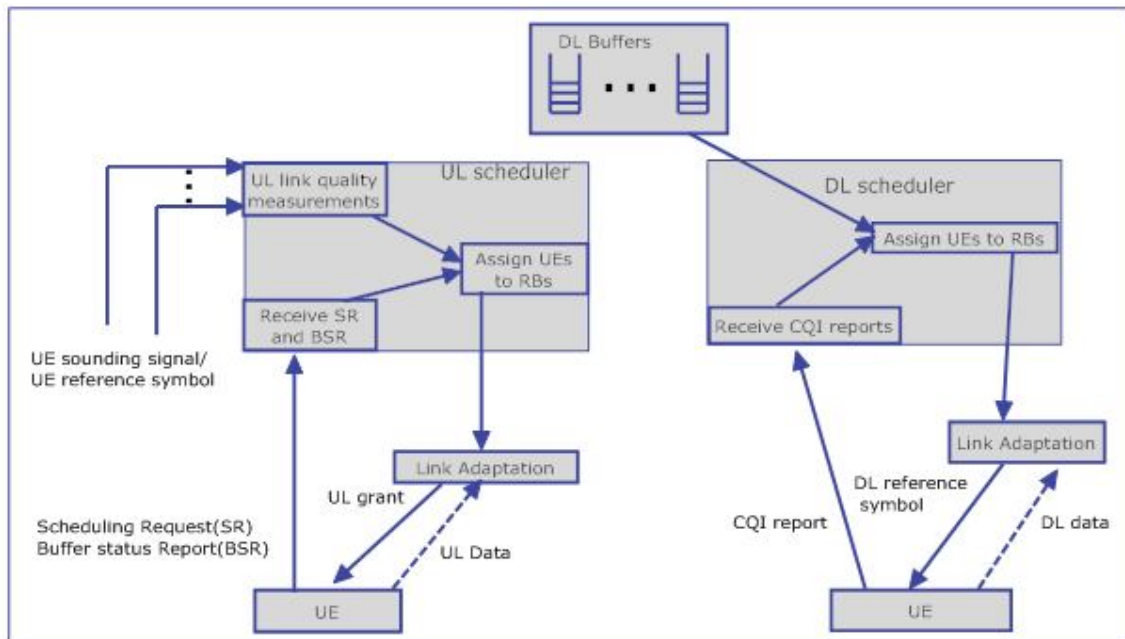 DL Buffers
UL scheduler
UL link quality
measurements
Assign UEs
to RBs
Receive SR
and BSR
UE sounding signal/
UE reference symbol
Link Adaptation
UL grant
UL Data
Scheduling Request(SR)
Buffer status Report(BSR)
UE
DL scheduler
Assign UEs to RBs
Receive CQI reports
Link Adaptation
DL reference
symbol
CQI report
DL data
UE